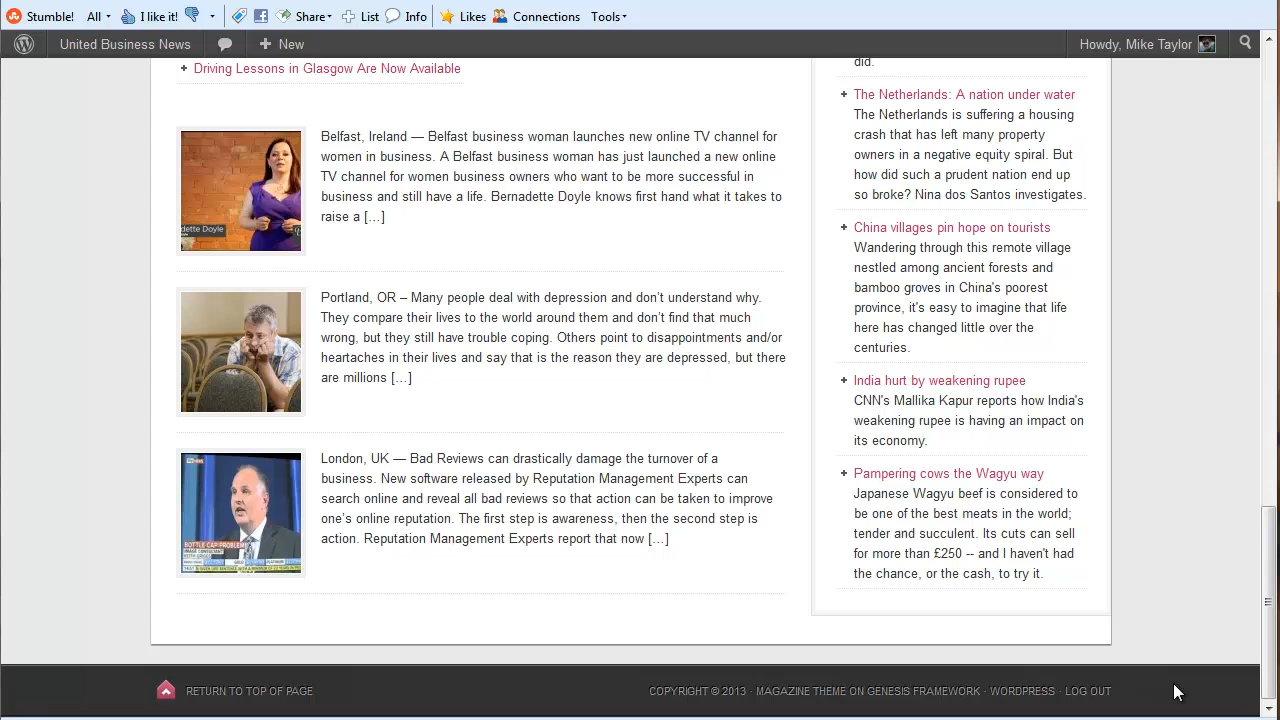 Stumble! All I like it! Share List Info Likes Connections Tools
United Business News New Howdy, Mike Taylor
Driving Lessons in Glasgow Are Now Available
Belfast, Ireland — Belfast business woman launches new online TV channel for
women in business. A Belfast business woman has just launched a new online
TV channel for women business owners who want to be more successful in
business and still have a life. Bernadette Doyle knows first hand what it takes to
raise a […]
dette Doyle
Portland, OR – Many people deal with depression and don't understand why.
They compare their lives to the world around them and don't find that much
wrong, but they still have trouble coping. Others point to disappointments and/or
heartaches in their lives and say that is the reason they are depressed, but there
are millions […]
London, UK — Bad Reviews can drastically damage the turnover of a
business. New software released by Reputation Management Experts can
search online and reveal all bad reviews so that action can be taken to improve
one's online reputation. The first step is awareness, then the second step is
action. Reputation Management Experts report that now […]
BOTTLE CAP PROBLEM
did.
The Netherlands: A nation under water
The Netherlands is suffering a housing
crash that has left many property
owners in a negative equity spiral. But
how did such a prudent nation end up
so broke? Nina dos Santos investigates.
China villages pin hope on tourists
Wandering through this remote village
nestled among ancient forests and
bamboo groves in China's poorest
province, it's easy to imagine that life
here has changed little over the
centuries.
India hurt by weakening rupee
CNN's Mallika Kapur reports how India's
weakening rupee is having an impact on
its economy.
Pampering cows the Wagyu way
Japanese Wagyu beef is considered to
be one of the best meats in the world;
tender and succulent. Its cuts can sell
for more than £250 -- and I haven't had
the chance, or the cash, to try it.
RETURN TO TOP OF PAGE
COPYRIGHT © 2013 · MAGAZINE THEME ON GENESIS FRAMEWORK · WORDPRESS · LOG OUT